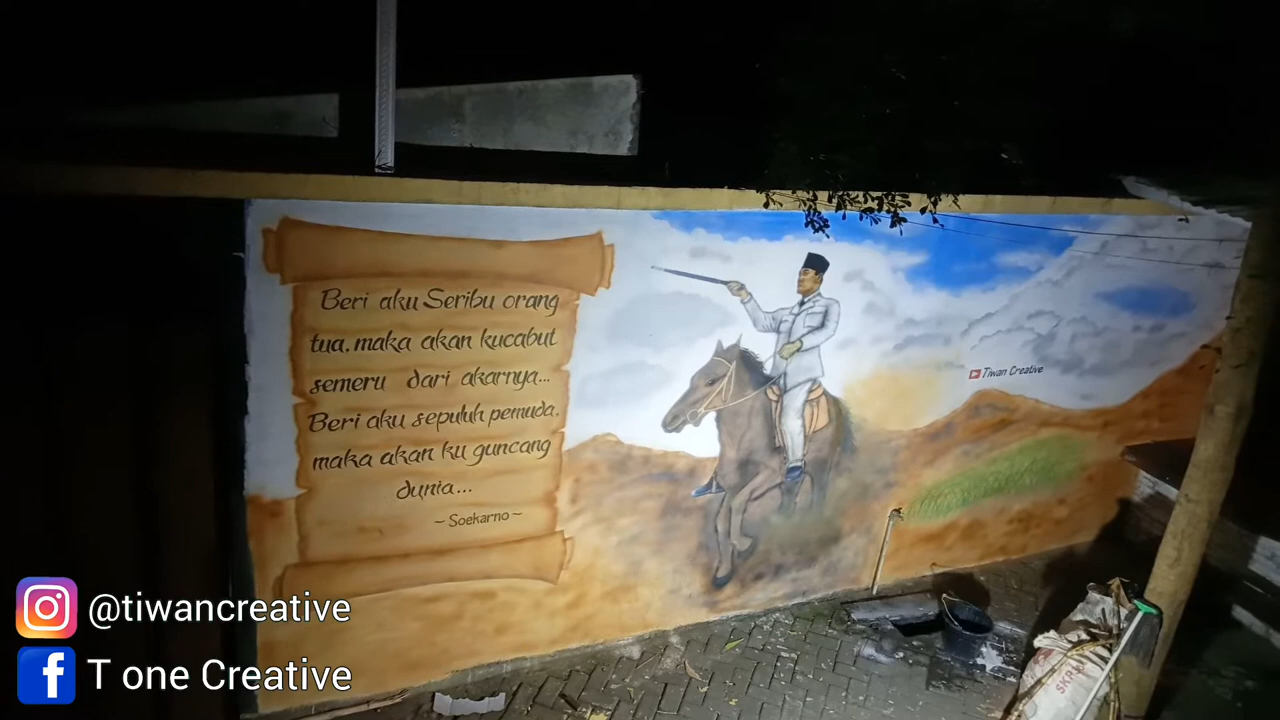 Beri aku Seribu orang
tua, maka akan kucabut
semeru dari akarnya...
Beri aku sepuluh pemuda,
maka akan ku guncang
dunia...
~ Soekarno ~
Tiwan Creative
@tiwancreative
T one Creative